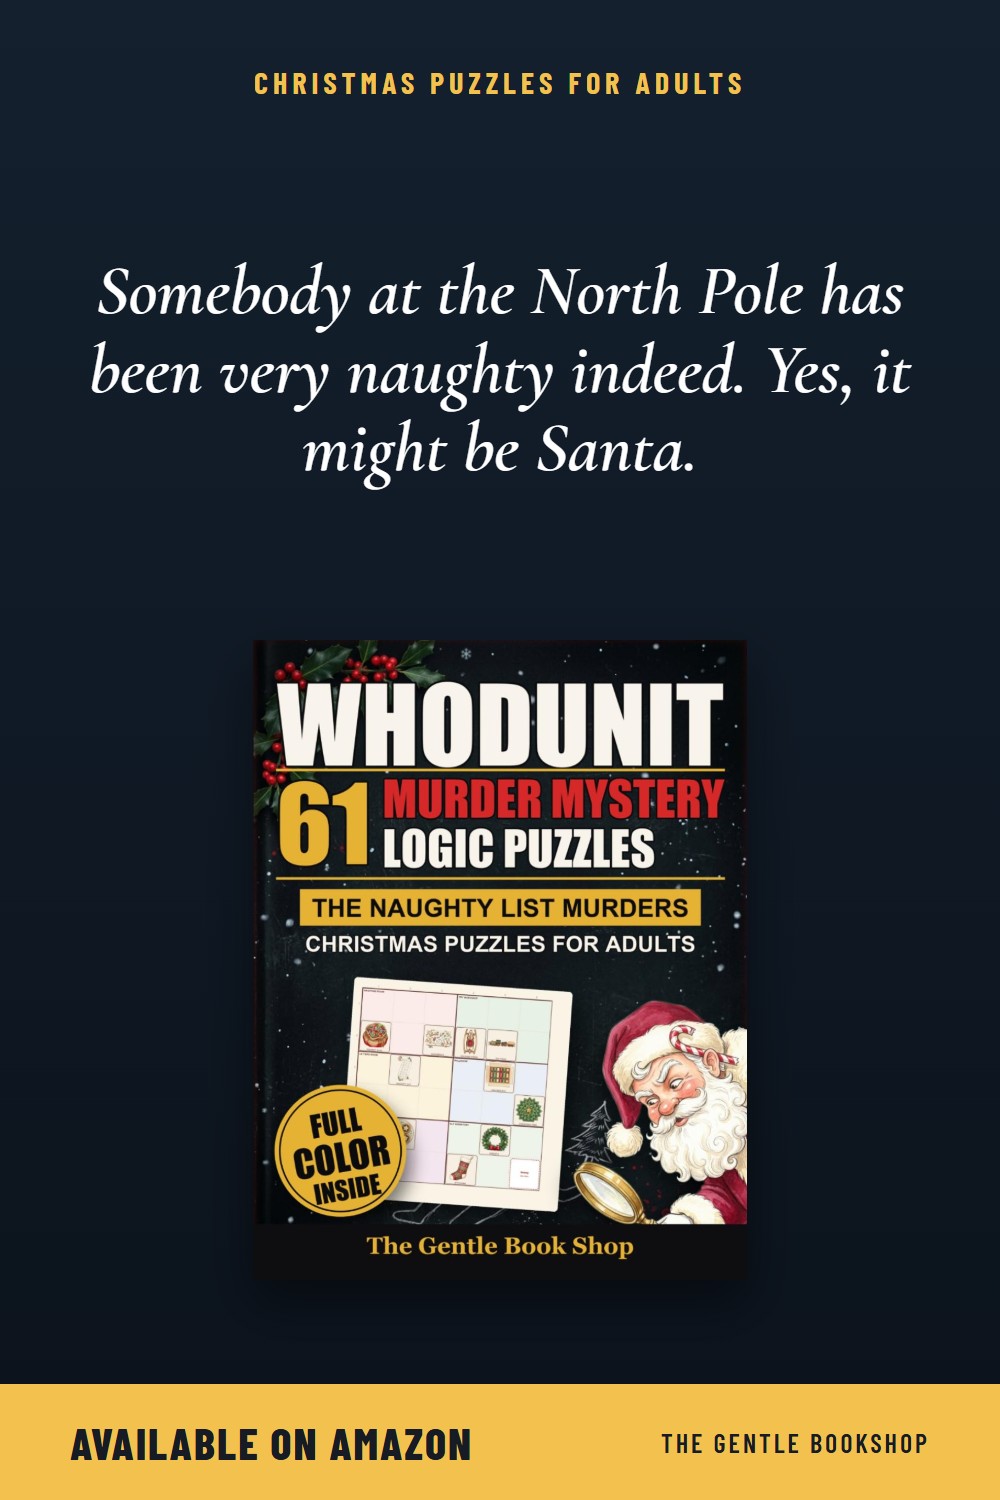 CHRISTMAS PUZZLES FOR ADULTS
Somebody at the North Pole has
been very naughty indeed. Yes, it
might be Santa.
WHODUNIT
61 MURDER MYSTERY
LOGIC PUZZLES
THE NAUGHTY LIST MURDERS
CHRISTMAS PUZZLES FOR ADULTS
FULL
COLOR
INSIDE
The Gentle Book Shop
AVAILABLE ON AMAZON
THE GENTLE BOOKSHOP